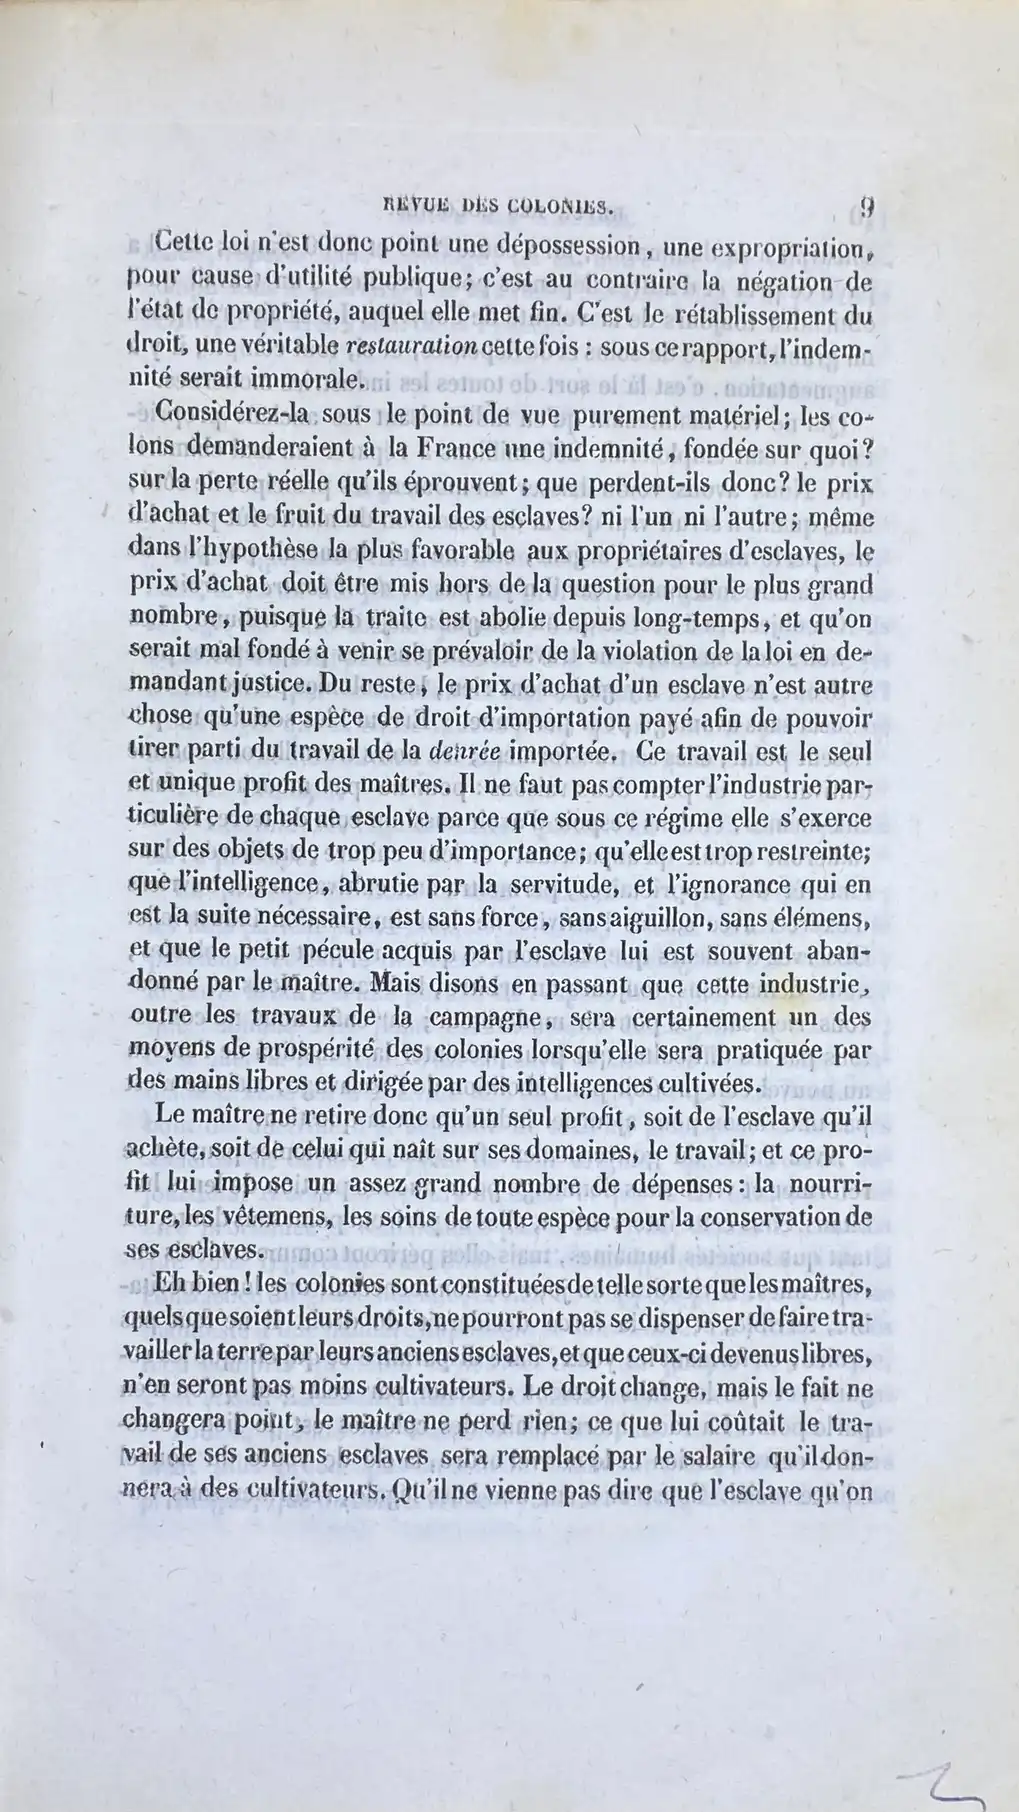 REVUE DES COLONIES. 9
Cette loi n'est donc point une dépossession, une expropriation,
pour cause d'utilité publique; c'est au contraire la négation de
l'état de propriété, auquel elle met fin. C'est le rétablissement du
droit, une véritable restauration cette fois : sous ce rapport, l'indem-
nité serait immorale.
Considérez-la sous le point de vue purement matériel; les co-
lons demanderaient à la France une indemnité, fondée sur quoi?
sur la perte réelle qu'ils éprouvent; que perdent-ils donc? le prix
d'achat et le fruit du travail des esclaves? ni l'un ni l'autre; même
dans l'hypothèse la plus favorable aux propriétaires d'esclaves, le
prix d'achat doit être mis hors de la question pour le plus grand
nombre, puisque la traite est abolie depuis long-temps, et qu'on
serait mal fondé à venir se prévaloir de la violation de la loi en de-
mandant justice. Du reste, le prix d'achat d'un esclave n'est autre
chose qu'une espèce de droit d'importation payé afin de pouvoir
tirer parti du travail de la denrée importée. Ce travail est le seul
et unique profit des maîtres. Il ne faut pas compter l'industrie par-
ticulière de chaque esclave parce que sous ce régime elle s'exerce
sur des objets de trop peu d'importance; qu'elle est trop restreinte;
que l'intelligence, abrutie par la servitude, et l'ignorance qui en
est la suite nécessaire, est sans force, sans aiguillon, sans élémens,
et que le petit pécule acquis par l'esclave lui est souvent aban-
donné par le maître. Mais disons en passant que cette industrie,
outre les travaux de la campagne, sera certainement un des
moyens de prospérité des colonies lorsqu'elle sera pratiquée par
des mains libres et dirigée par des intelligences cultivées.
Le maître ne retire donc qu'un seul profit, soit de l'esclave qu'il
achète, soit de celui qui naît sur ses domaines, le travail; et ce pro-
fit lui impose un assez grand nombre de dépenses : la nourri-
ture, les vêtemens, les soins de toute espèce pour la conservation de
ses esclaves.
Eh bien ! les colonies sont constituées de telle sorte que les maîtres,
quels que soient leurs droits, ne pourront pas se dispenser de faire tra-
vailler la terre par leurs anciens esclaves, et que ceux-ci devenus libres,
n'en seront pas moins cultivateurs. Le droit change, mais le fait ne
changera point, le maître ne perd rien; ce que lui coûtait le tra-
vail de ses anciens esclaves sera remplacé par le salaire qu'il don-
nera à des cultivateurs. Qu'il ne vienne pas dire que l'esclave qu'on